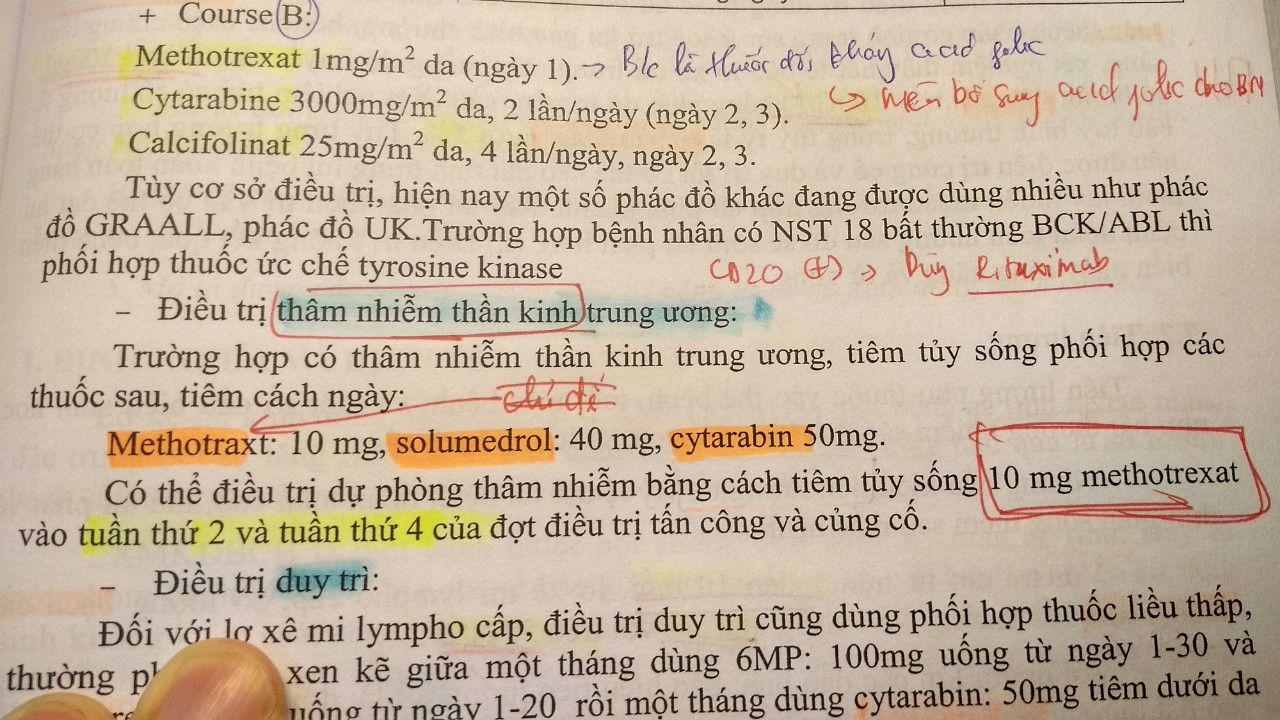 + Course B:
Methotrexat 1mg/m² da (ngày 1). → B/c là thuốc đối kháng acid folic
↳ nên bổ sung acid folic cho BN
Cytarabine 3000mg/m² da, 2 lần/ngày (ngày 2, 3).
Calcifolinat 25mg/m² da, 4 lần/ngày, ngày 2, 3.
Tùy cơ sở điều trị, hiện nay một số phác đồ khác đang được dùng nhiều như phác
đồ GRAALL, phác đồ UK.Trường hợp bệnh nhân có NST 18 bất thường BCK/ABL thì
phối hợp thuốc ức chế tyrosine kinase
CD20 (+) → Dùng Rituximab
– Điều trị thâm nhiễm thần kinh trung ương:
Trường hợp có thâm nhiễm thần kinh trung ương, tiêm tủy sống phối hợp các
thuốc sau, tiêm cách ngày:
Methotraxt: 10 mg, solumedrol: 40 mg, cytarabin 50mg.
Có thể điều trị dự phòng thâm nhiễm bằng cách tiêm tủy sống 10 mg methotrexat
vào tuần thứ 2 và tuần thứ 4 của đợt điều trị tấn công và củng cố.
– Điều trị duy trì:
Đối với lơ xê mi lympho cấp, điều trị duy trì cũng dùng phối hợp thuốc liều thấp,
thường xen kẽ giữa một tháng dùng 6MP: 100mg uống từ ngày 1-30 và
uống từ ngày 1-20 rồi một tháng dùng cytarabin: 50mg tiêm dưới da